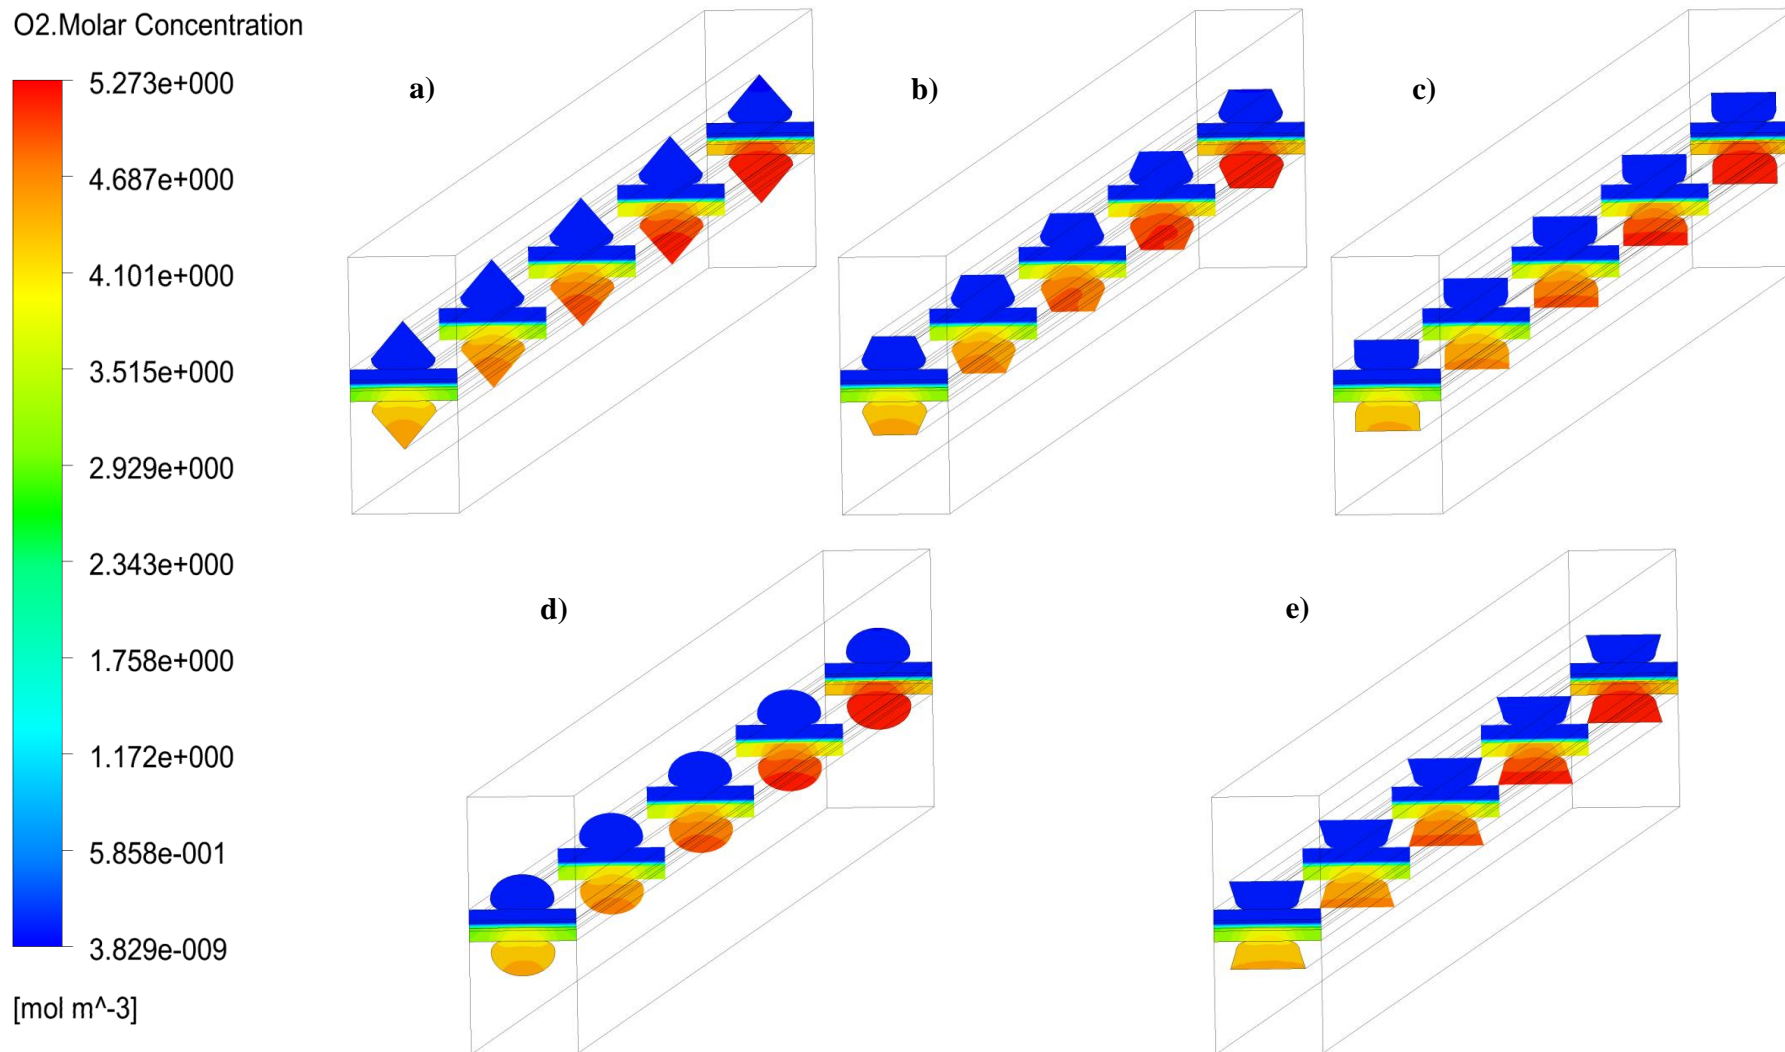 O2.Molar Concentration
5.273e+000
4.687e+000
4.101e+000
3.515e+000
2.929e+000
2.343e+000
1.758e+000
1.172e+000
5.858e-001
3.829e-009
[mol m^-3]
a)
b)
c)
d)
e)